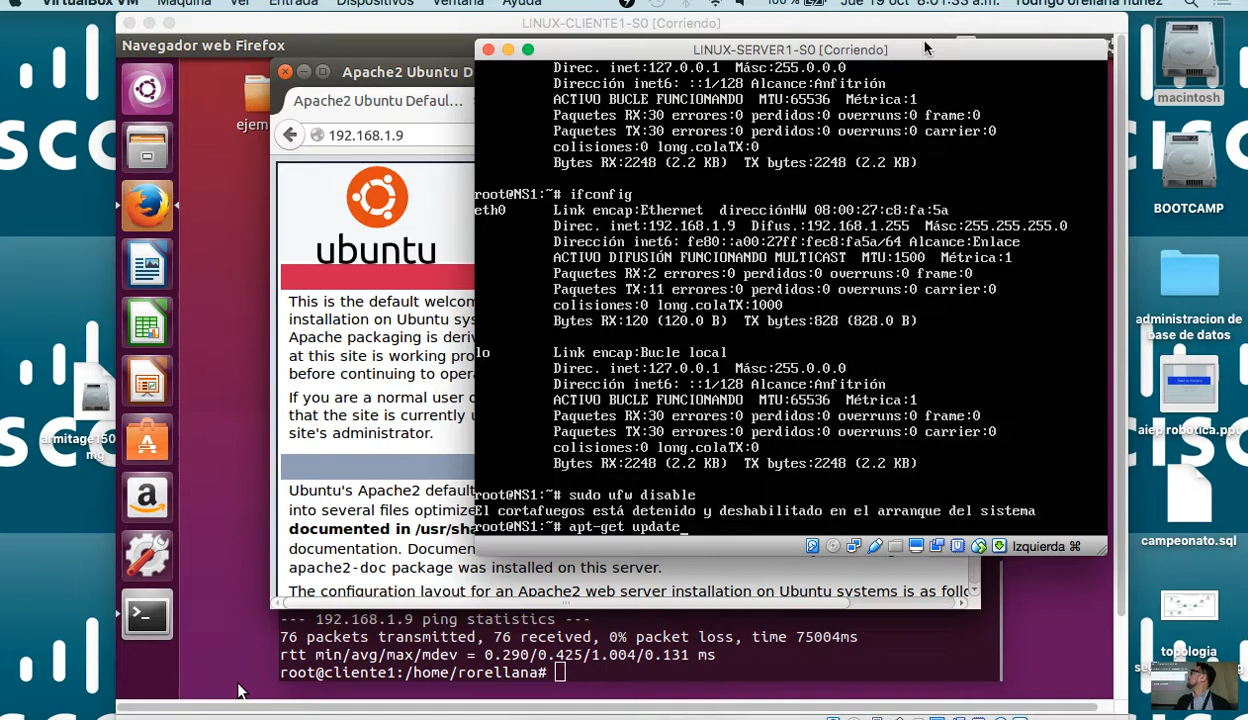 VirtualBox VM Máquina Ver Entrada Dispositivos Ventana Ayuda
100 % Jue 19 oct 8:01:33 a.m. rodrigo orellana nuñez
LINUX-CLIENTE1-S0 [Corriendo]
Navegador web Firefox
LINUX-SERVER1-S0 [Corriendo]
Apache2 Ubuntu D
Apache2 Ubuntu Defaul...
192.168.1.9
ejem
ubuntu
This is the default welcom
installation on Ubuntu sys
Apache packaging is deriv
at this site is working pro
before continuing to oper
If you are a normal user o
that the site is currently u
site's administrator.
Ubuntu's Apache2 default
into several files optimize
documented in /usr/sha
documentation. Docume
apache2-doc package was installed on this server.
The configuration layout for an Apache2 web server installation on Ubuntu systems is as follo
Direc. inet:127.0.0.1 Másc:255.0.0.0
Dirección inet6: ::1/128 Alcance:Anfitrión
ACTIVO BUCLE FUNCIONANDO MTU:65536 Métrica:1
Paquetes RX:30 errores:0 perdidos:0 overruns:0 frame:0
Paquetes TX:30 errores:0 perdidos:0 overruns:0 carrier:0
colisiones:0 long.colaTX:0
Bytes RX:2248 (2.2 KB) TX bytes:2248 (2.2 KB)
root@NS1:~# ifconfig
eth0 Link encap:Ethernet direcciónHW 08:00:27:c8:fa:5a
Direc. inet:192.168.1.9 Difus.:192.168.1.255 Másc:255.255.255.0
Dirección inet6: fe80::a00:27ff:fec8:fa5a/64 Alcance:Enlace
ACTIVO DIFUSIÓN FUNCIONANDO MULTICAST MTU:1500 Métrica:1
Paquetes RX:2 errores:0 perdidos:0 overruns:0 frame:0
Paquetes TX:11 errores:0 perdidos:0 overruns:0 carrier:0
colisiones:0 long.colaTX:1000
Bytes RX:120 (120.0 B) TX bytes:828 (828.0 B)
lo Link encap:Bucle local
Direc. inet:127.0.0.1 Másc:255.0.0.0
Dirección inet6: ::1/128 Alcance:Anfitrión
ACTIVO BUCLE FUNCIONANDO MTU:65536 Métrica:1
Paquetes RX:30 errores:0 perdidos:0 overruns:0 frame:0
Paquetes TX:30 errores:0 perdidos:0 overruns:0 carrier:0
colisiones:0 long.colaTX:0
Bytes RX:2248 (2.2 KB) TX bytes:2248 (2.2 KB)
root@NS1:~# sudo ufw disable
El cortafuegos está detenido y deshabilitado en el arranque del sistema
root@NS1:~# apt-get update_
Izquierda ⌘
--- 192.168.1.9 ping statistics ---
76 packets transmitted, 76 received, 0% packet loss, time 75004ms
rtt min/avg/max/mdev = 0.290/0.425/1.004/0.131 ms
root@cliente1:/home/rorellana#
macintosh
BOOTCAMP
administracion de
base de datos
aiep robotica.ppt
campeonato.sql
topologia
armitage150
mg